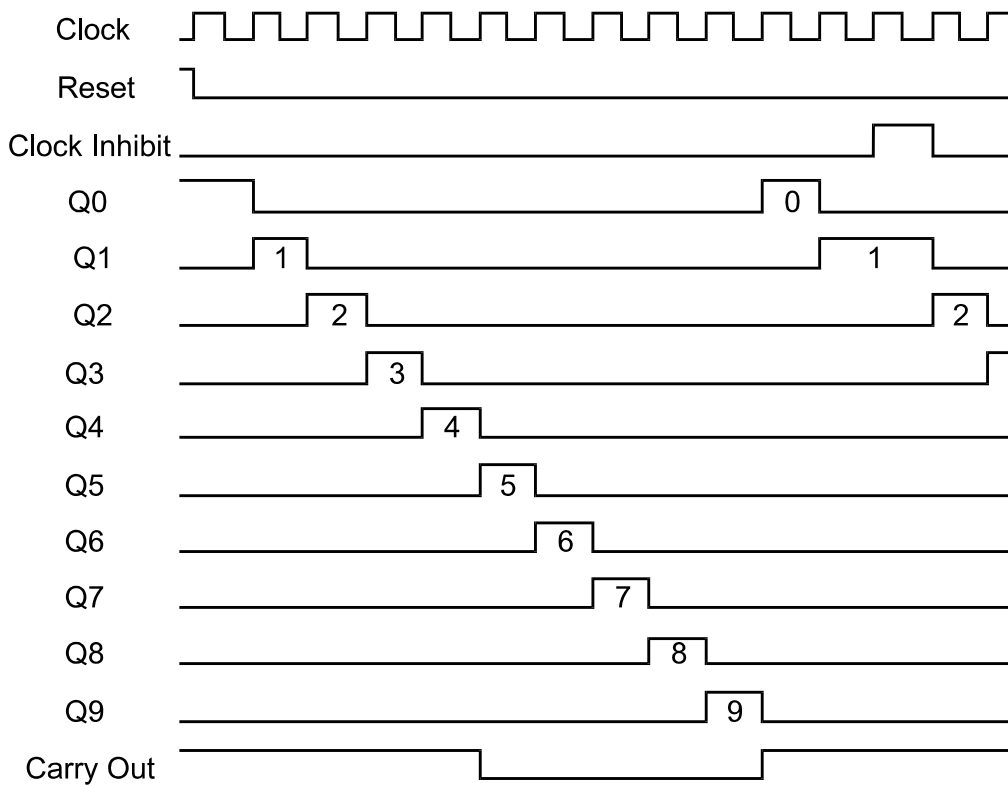 Clock
Reset
Clock Inhibit
Q0 0
Q1 1 1
Q2 2 2
Q3 3
Q4 4
Q5 5
Q6 6
Q7 7
Q8 8
Q9 9
Carry Out